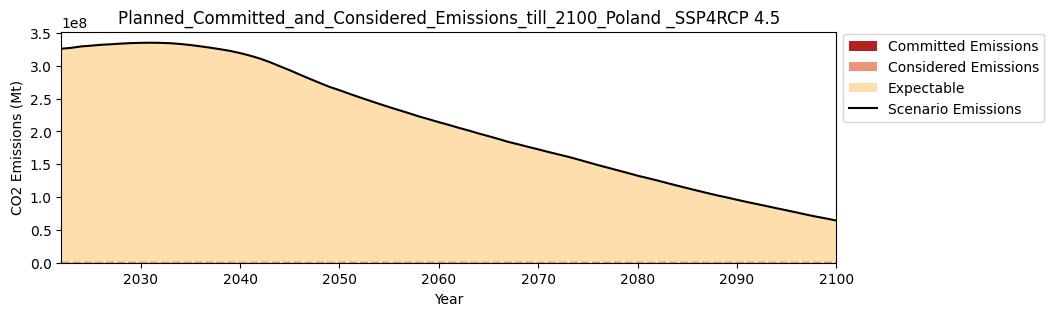 Planned_Committed_and_Considered_Emissions_till_2100_Poland _SSP4RCP 4.5
1e8
3.5
3.0
2.5
2.0
1.5
1.0
0.5
0.0
CO2 Emissions (Mt)
2030 2040 2050 2060 2070 2080 2090 2100
Year
Committed Emissions
Considered Emissions
Expectable
Scenario Emissions